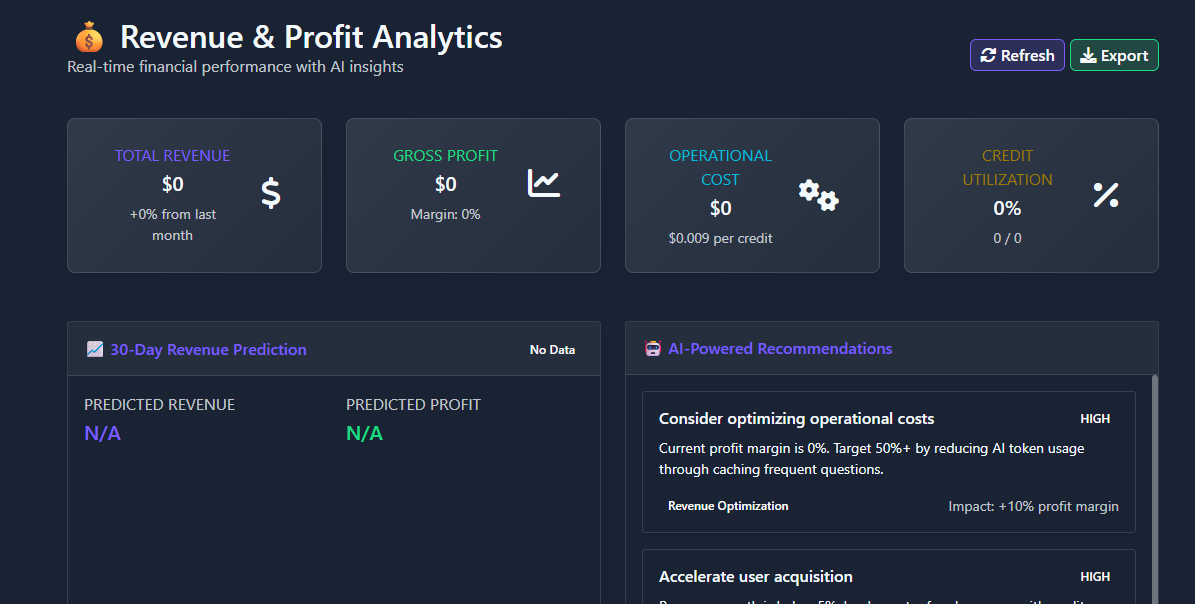 Revenue & Profit Analytics
Real-time financial performance with AI insights
Refresh
Export
TOTAL REVENUE
$0
+0% from last
month
GROSS PROFIT
$0
Margin: 0%
OPERATIONAL
COST
$0
$0.009 per credit
CREDIT
UTILIZATION
0%
0 / 0
30-Day Revenue Prediction
No Data
PREDICTED REVENUE
N/A
PREDICTED PROFIT
N/A
AI-Powered Recommendations
Consider optimizing operational costs
HIGH
Current profit margin is 0%. Target 50%+ by reducing AI token usage
through caching frequent questions.
Revenue Optimization
Impact: +10% profit margin
Accelerate user acquisition
HIGH